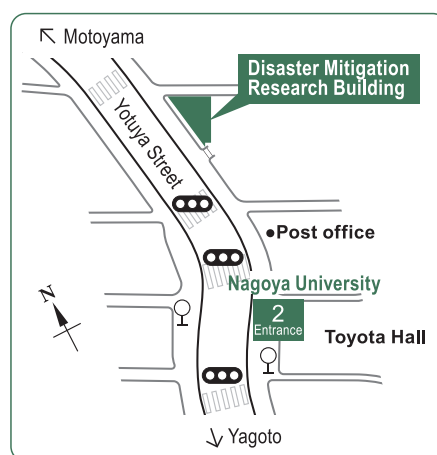 Motoyama
Disaster Mitigation
Research Building
Yotuya Street
Post office
Nagoya University
N
2
Entrance
Toyota Hall
Yagoto